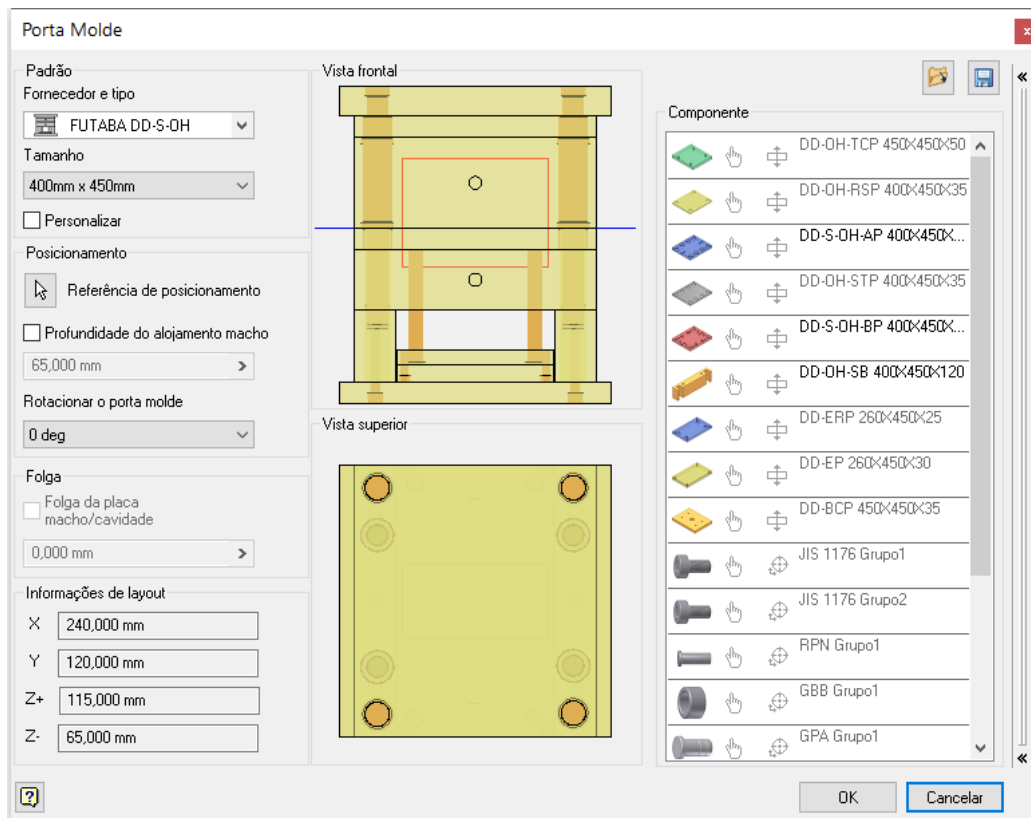 Porta Molde
x
Padrão
Fornecedor e tipo
FUTABA DD-S-OH
Tamanho
400mm x 450mm
Personalizar
Posicionamento
Referência de posicionamento
Profundidade do alojamento macho
65,000 mm
Rotacionar o porta molde
0 deg
Folga
Folga da placa
macho/cavidade
0,000 mm
Informações de layout
X 240,000 mm
Y 120,000 mm
Z+ 115,000 mm
Z- 65,000 mm
Vista frontal
Vista superior
Componente
DD-OH-TCP 450X450X50
DD-OH-RSP 400X450X35
DD-S-OH-AP 400X450X...
DD-OH-STP 400X450X35
DD-S-OH-BP 400X450X...
DD-OH-SB 400X450X120
DD-ERP 260X450X25
DD-EP 260X450X30
DD-BCP 450X450X35
JIS 1176 Grupo1
JIS 1176 Grupo2
RPN Grupo1
GBB Grupo1
GPA Grupo1
OK
Cancelar